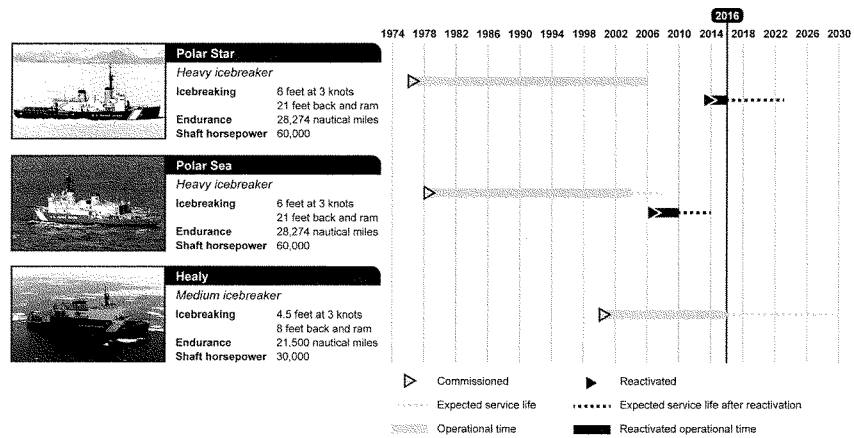 2016
1974 1978 1982 1986 1990 1994 1998 2002 2006 2010 2014 2018 2022 2026 2030
Polar Star
Heavy icebreaker
Icebreaking 6 feet at 3 knots
21 feet back and ram
Endurance 28,274 nautical miles
Shaft horsepower 60,000
Polar Sea
Heavy icebreaker
Icebreaking 6 feet at 3 knots
21 feet back and ram
Endurance 28,274 nautical miles
Shaft horsepower 60,000
Healy
Medium icebreaker
Icebreaking 4.5 feet at 3 knots
8 feet back and ram
Endurance 21,500 nautical miles
Shaft horsepower 30,000
Commissioned Reactivated
Expected service life Expected service life after reactivation
Operational time Reactivated operational time